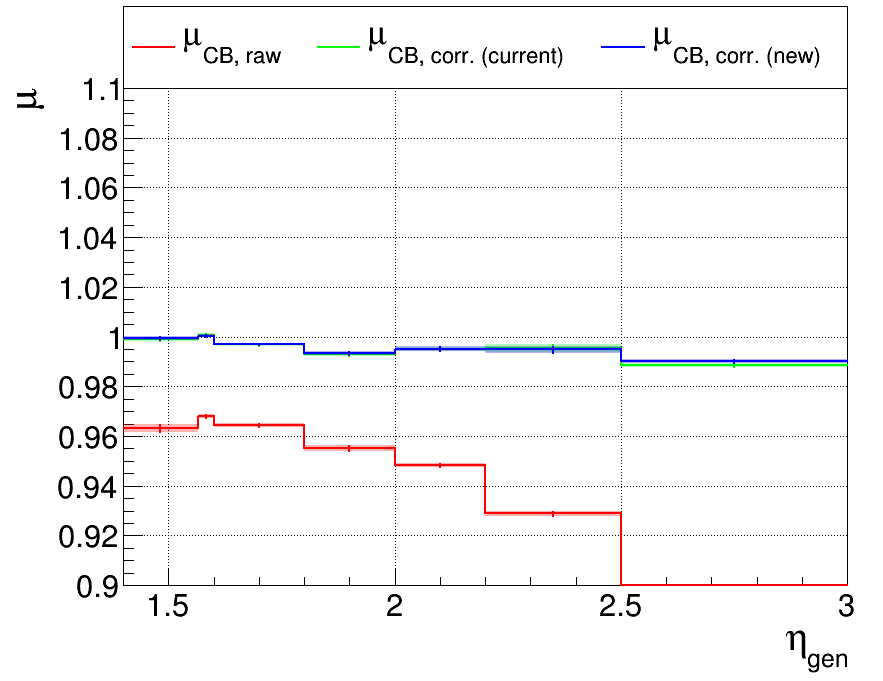 μCB, raw μCB, corr. (current) μCB, corr. (new)
μ
1.1
1.08
1.06
1.04
1.02
1
0.98
0.96
0.94
0.92
0.9
1.5 2 2.5 3
ηgen